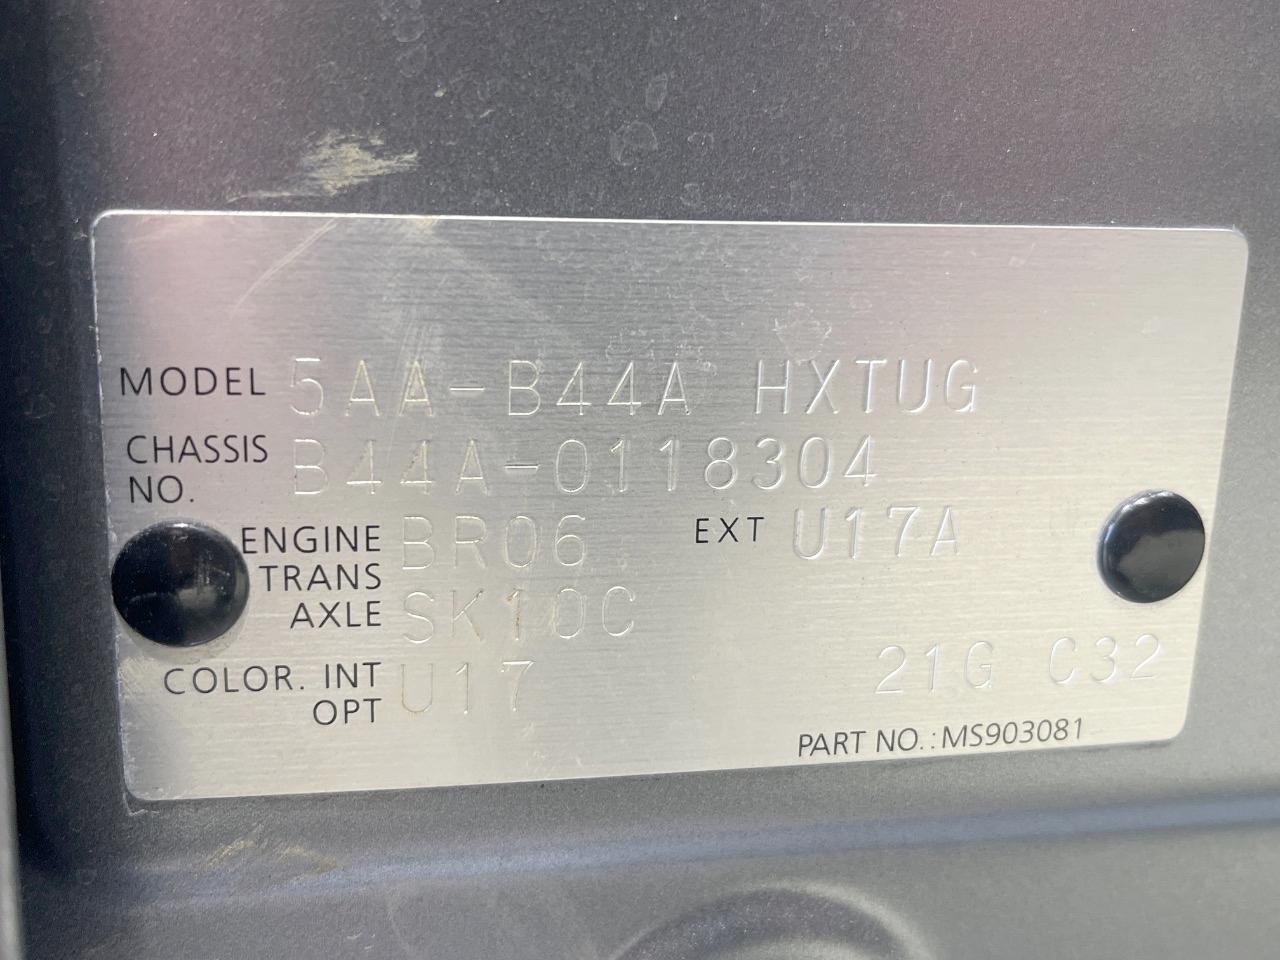 MODEL 5AA-B44A HXTUG
CHASSIS NO. B44A-0118304
ENGINE BR06 EXT U17A
TRANS AXLE SK10C
COLOR. INT OPT U17 21G C32
PART NO.:MS903081